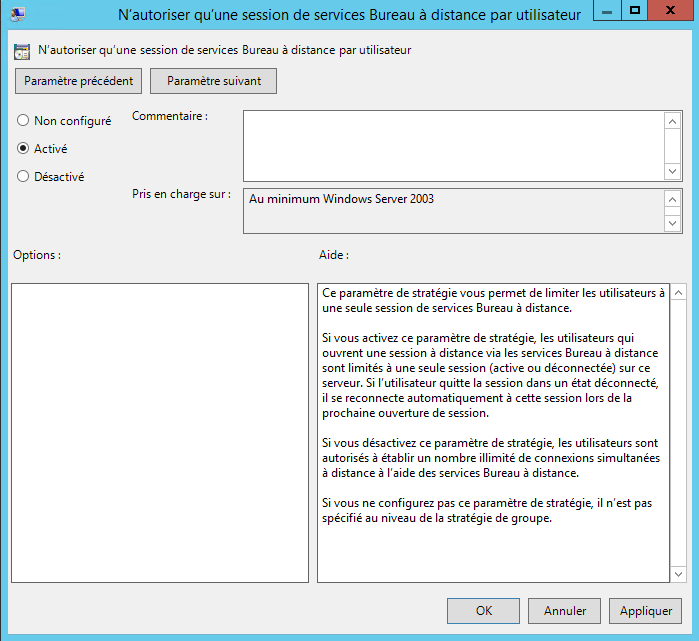 N'autoriser qu'une session de services Bureau à distance par utilisateur
N'autoriser qu'une session de services Bureau à distance par utilisateur
Paramètre précédent
Paramètre suivant
Non configuré
Commentaire :
Activé
Désactivé
Pris en charge sur :
Au minimum Windows Server 2003
Options :
Aide :
Ce paramètre de stratégie vous permet de limiter les utilisateurs à
une seule session de services Bureau à distance.
Si vous activez ce paramètre de stratégie, les utilisateurs qui
ouvrent une session à distance via les services Bureau à distance
sont limités à une seule session (active ou déconnectée) sur ce
serveur. Si l'utilisateur quitte la session dans un état déconnecté,
il se reconnecte automatiquement à cette session lors de la
prochaine ouverture de session.
Si vous désactivez ce paramètre de stratégie, les utilisateurs sont
autorisés à établir un nombre illimité de connexions simultanées
à distance à l'aide des services Bureau à distance.
Si vous ne configurez pas ce paramètre de stratégie, il n'est pas
spécifié au niveau de la stratégie de groupe.
OK
Annuler
Appliquer